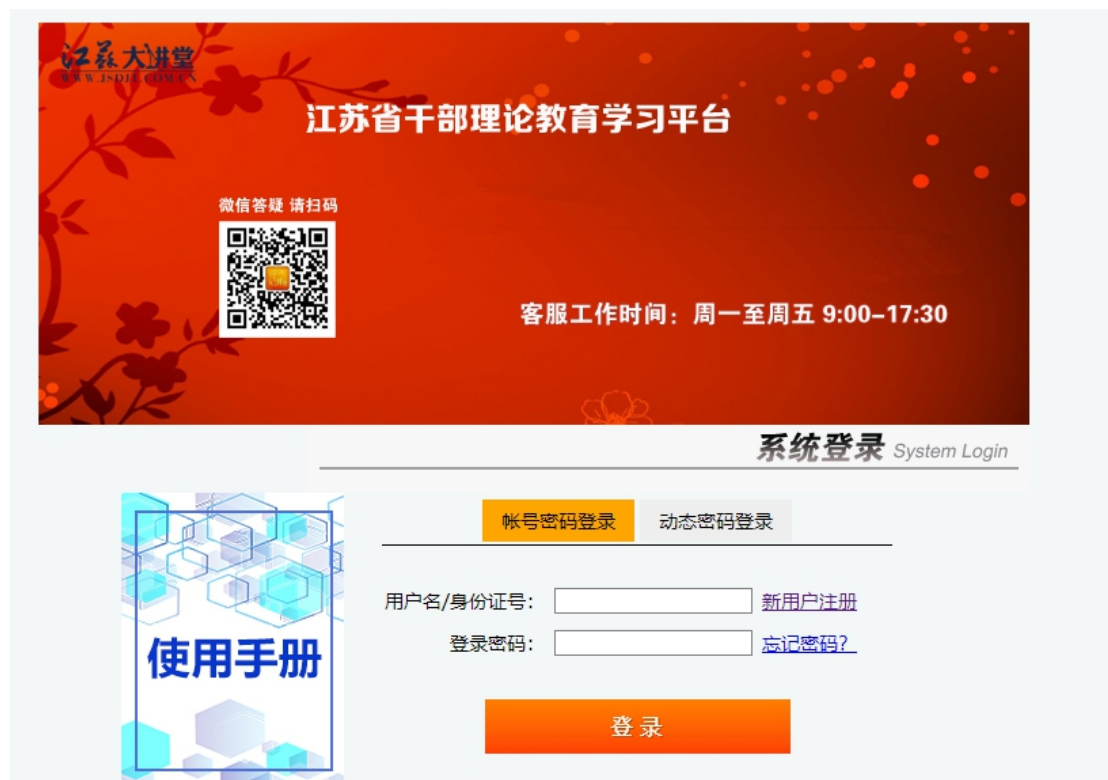 江苏大讲堂
WWW.JSDJT.COM.CN
江苏省干部理论教育学习平台
微信答疑 请扫码
客服工作时间：周一至周五 9:00-17:30
系统登录 System Login
帐号密码登录 动态密码登录
用户名/身份证号： 新用户注册
登录密码： 忘记密码？
使用手册
登 录